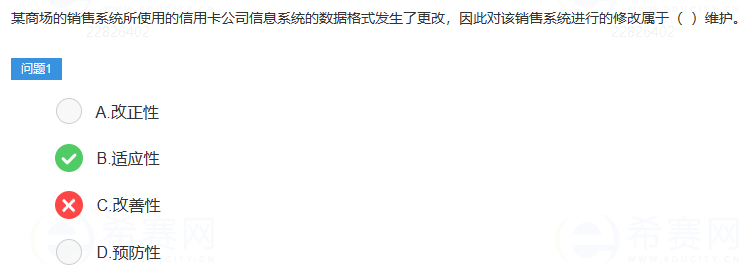 某商场的销售系统所使用的信用卡公司信息系统的数据格式发生了更改，因此对该销售系统进行的修改属于（ ）维护。
22826402
22826402
问题1
A.改正性
B.适应性
C.改善性
D.预防性
希赛网
希赛网